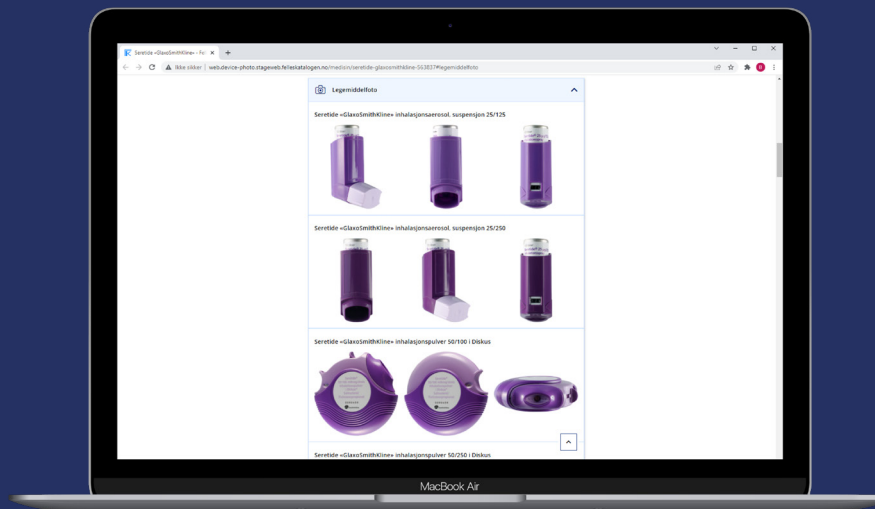 Seretide «GlaxoSmithKline» - Fel
Ikke sikker | web.device-photo.stageweb.felleskatalogen.no/medisin/seretide-glaxosmithkline-563837#legemiddelfoto
B
Legemiddelfoto
Seretide «GlaxoSmithKline» inhalasjonsaerosol, suspensjon 25/125
Seretide «GlaxoSmithKline» inhalasjonsaerosol, suspensjon 25/250
Seretide «GlaxoSmithKline» inhalasjonspulver 50/100 i Diskus
Seretide «GlaxoSmithKline» inhalasjonspulver 50/250 i Diskus
MacBook Air